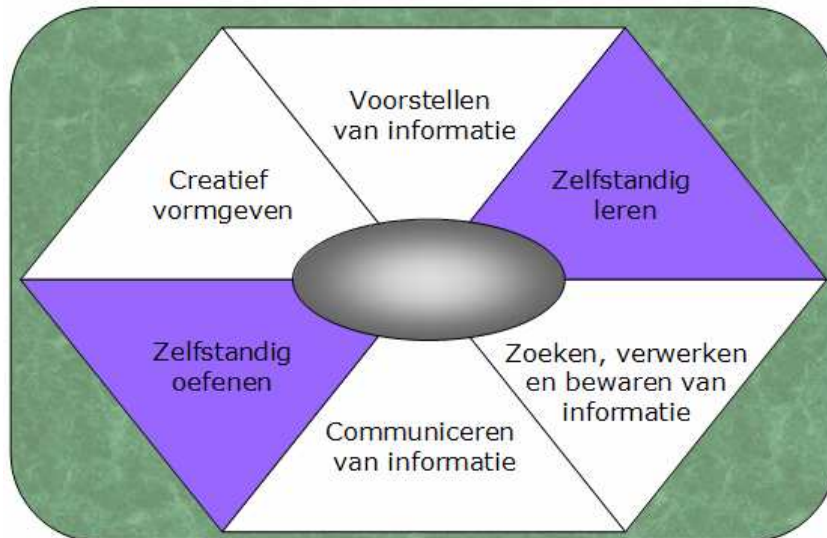 Voorstellen
van informatie
Creatief
vormgeven
Zelfstandig
leren
Zelfstandig
oefenen
Zoeken, verwerken
en bewaren van
informatie
Communiceren
van informatie